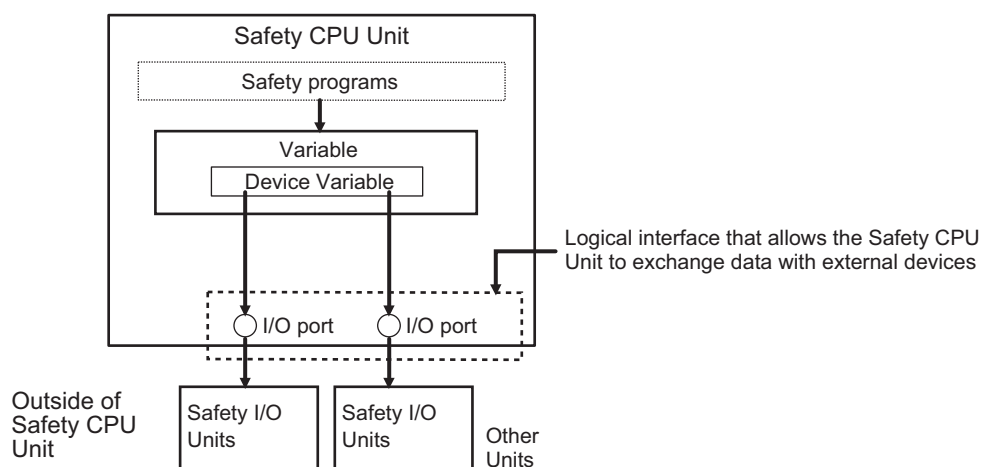 Safety CPU Unit
Safety programs
Variable
Device Variable
Logical interface that allows the Safety CPU
Unit to exchange data with external devices
I/O port
I/O port
Outside of
Safety CPU
Unit
Safety I/O
Units
Safety I/O
Units
Other
Units